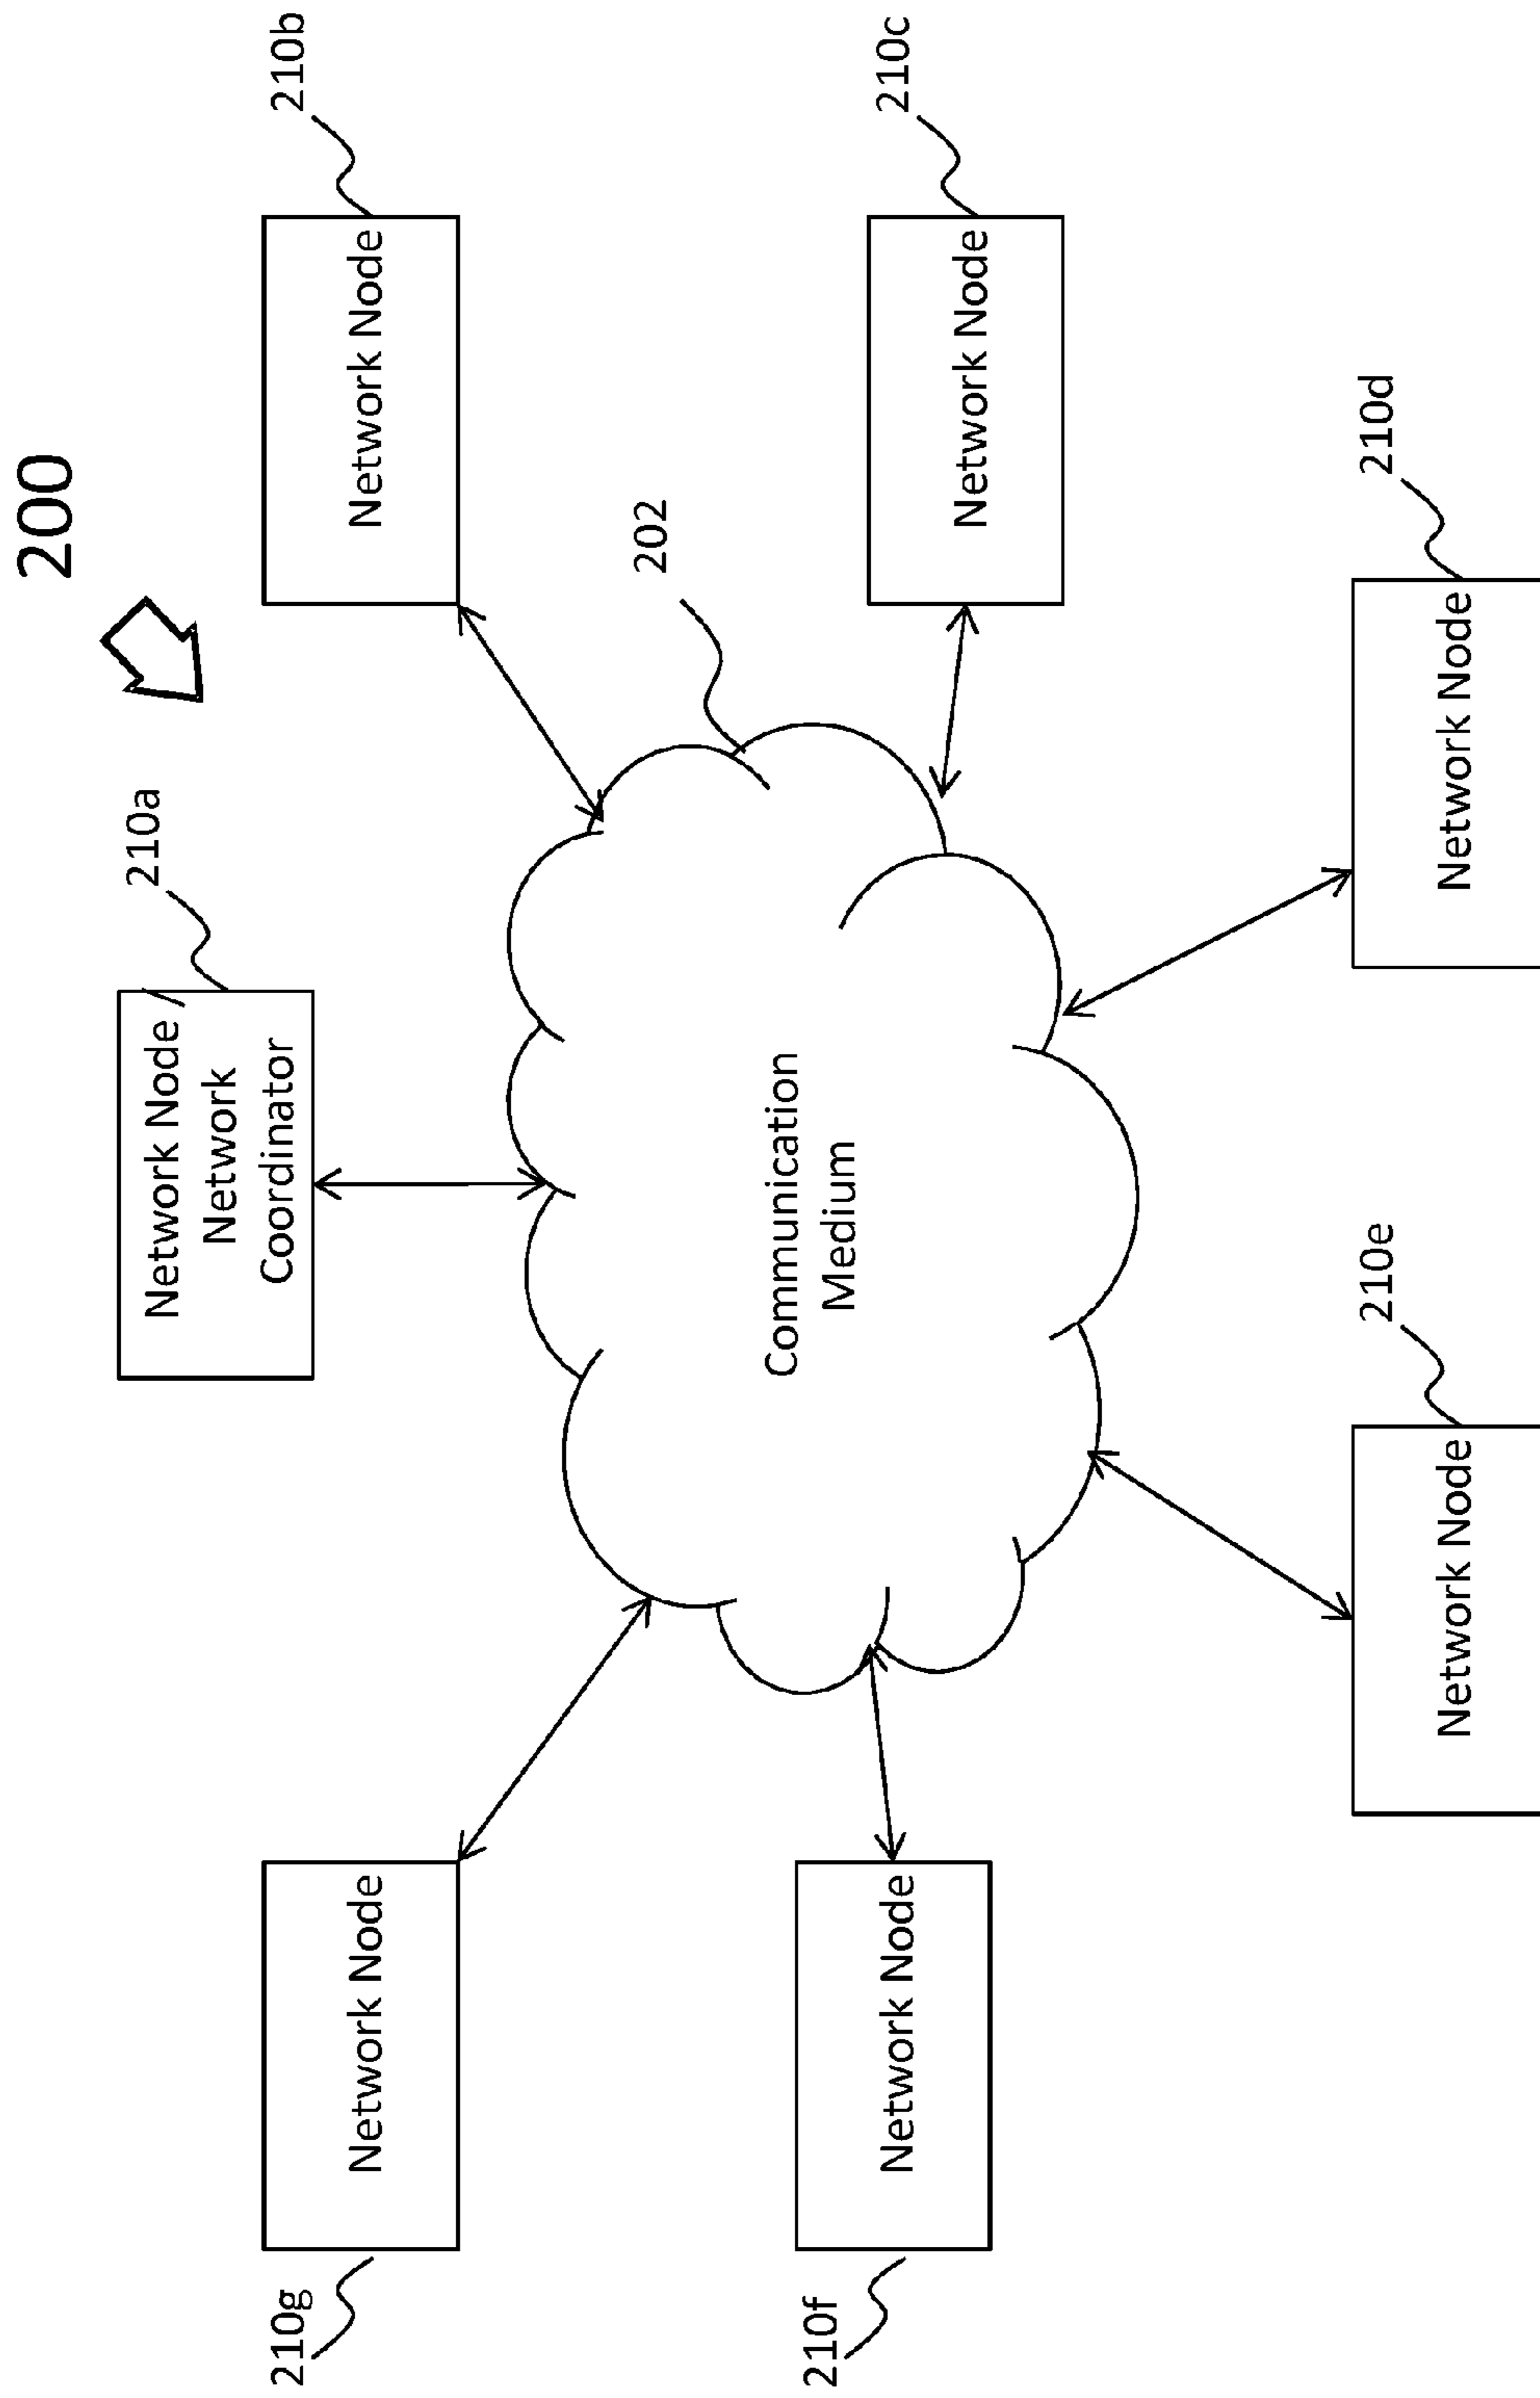 200
210a
Network Node /
Network
Coordinator
210b
Network Node
202
Communication
Medium
210c
Network Node
210d
Network Node
210e
Network Node
210f
Network Node
210g
Network Node